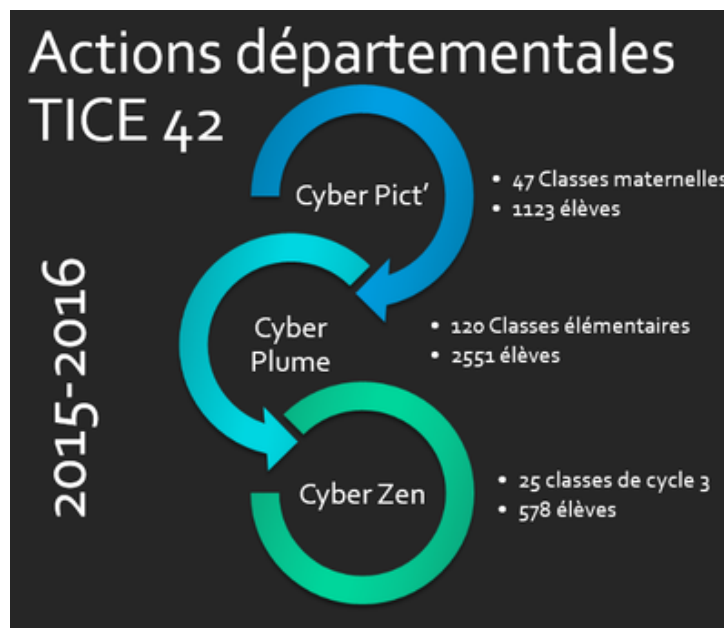 Actions départementales
TICE 42
2015-2016
Cyber Pict’
• 47 Classes maternelles
• 1123 élèves
Cyber
Plume
• 120 Classes élémentaires
• 2551 élèves
Cyber Zen
• 25 classes de cycle 3
• 578 élèves